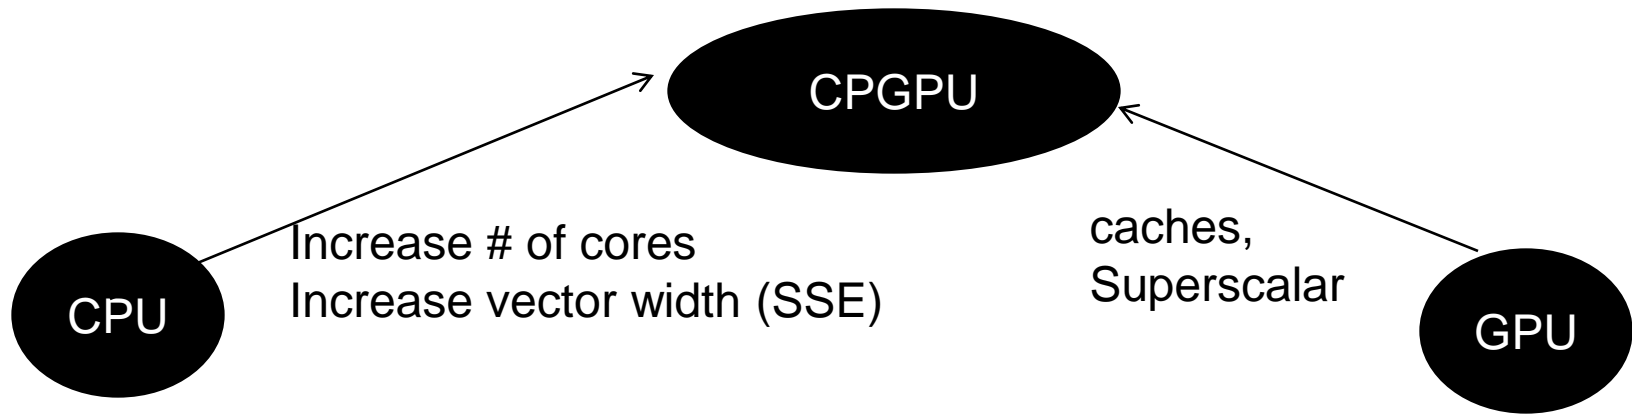 CPGPU
Increase # of cores
Increase vector width (SSE)
caches,
Superscalar
CPU
GPU